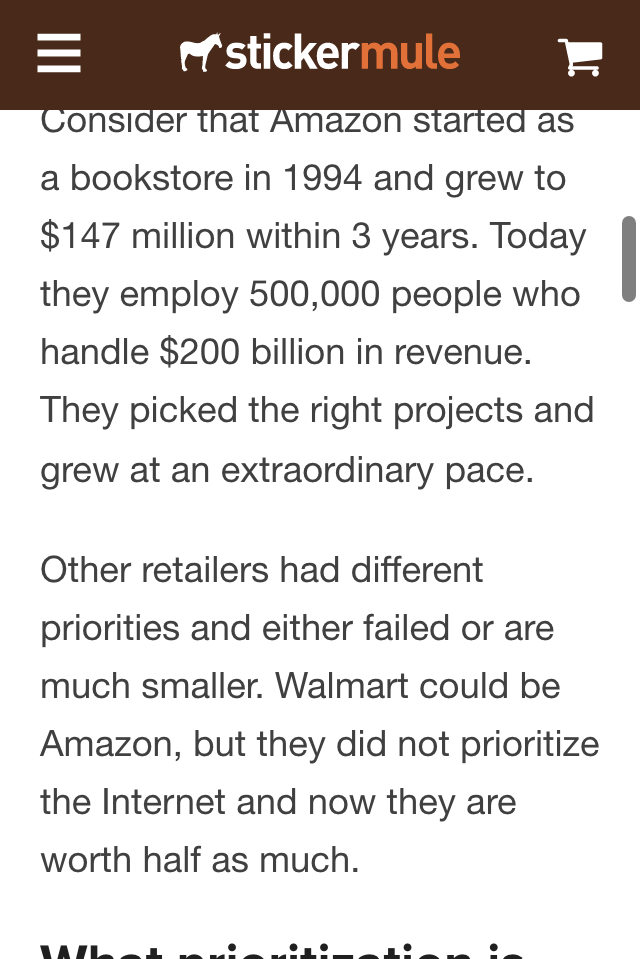 stickermule
Consider that Amazon started as
a bookstore in 1994 and grew to
$147 million within 3 years. Today
they employ 500,000 people who
handle $200 billion in revenue.
They picked the right projects and
grew at an extraordinary pace.
Other retailers had different
priorities and either failed or are
much smaller. Walmart could be
Amazon, but they did not prioritize
the Internet and now they are
worth half as much.
What prioritization is